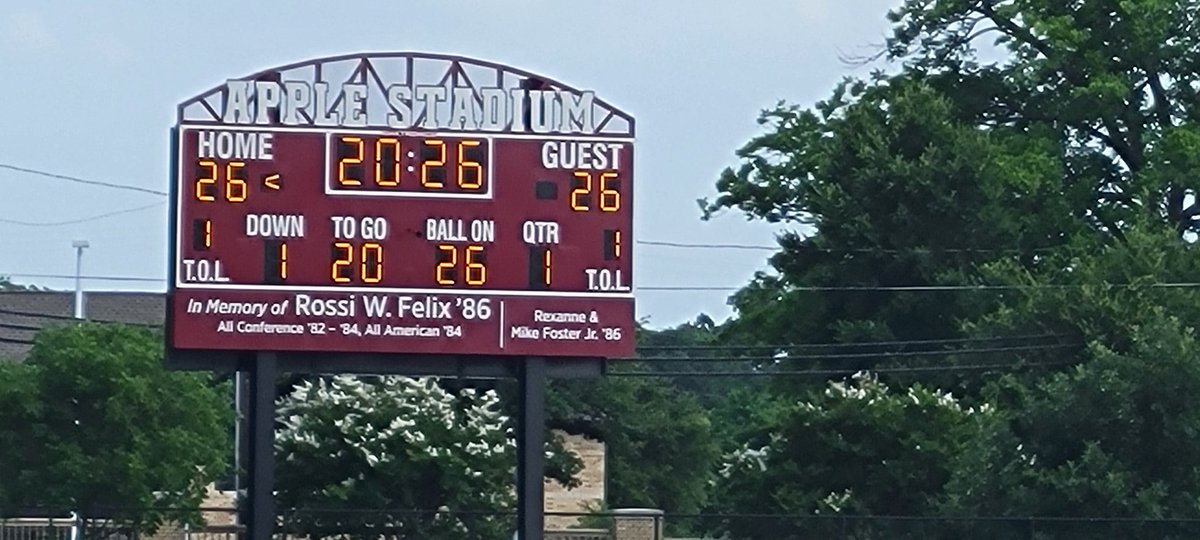 APPLE STADIUM
HOME 20:26 GUEST
26 < 26
1 DOWN TO GO BALL ON QTR 1
T.O.L. 1 20 26 1 T.O.L.
In Memory of Rossi W. Felix '86
All Conference '82 - '84, All American '84
Rexanne &
Mike Foster Jr. '86